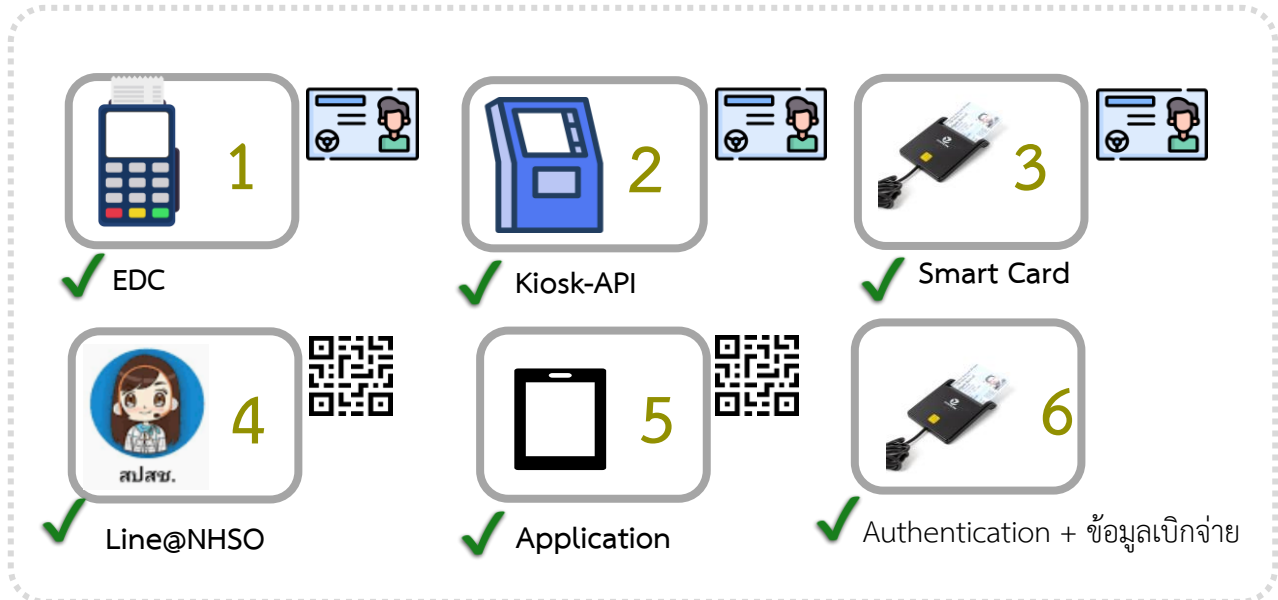 1
EDC
2
Kiosk-API
3
Smart Card
4
สปสช.
Line@NHSO
5
Application
6
Authentication + ข้อมูลเบิกจ่าย